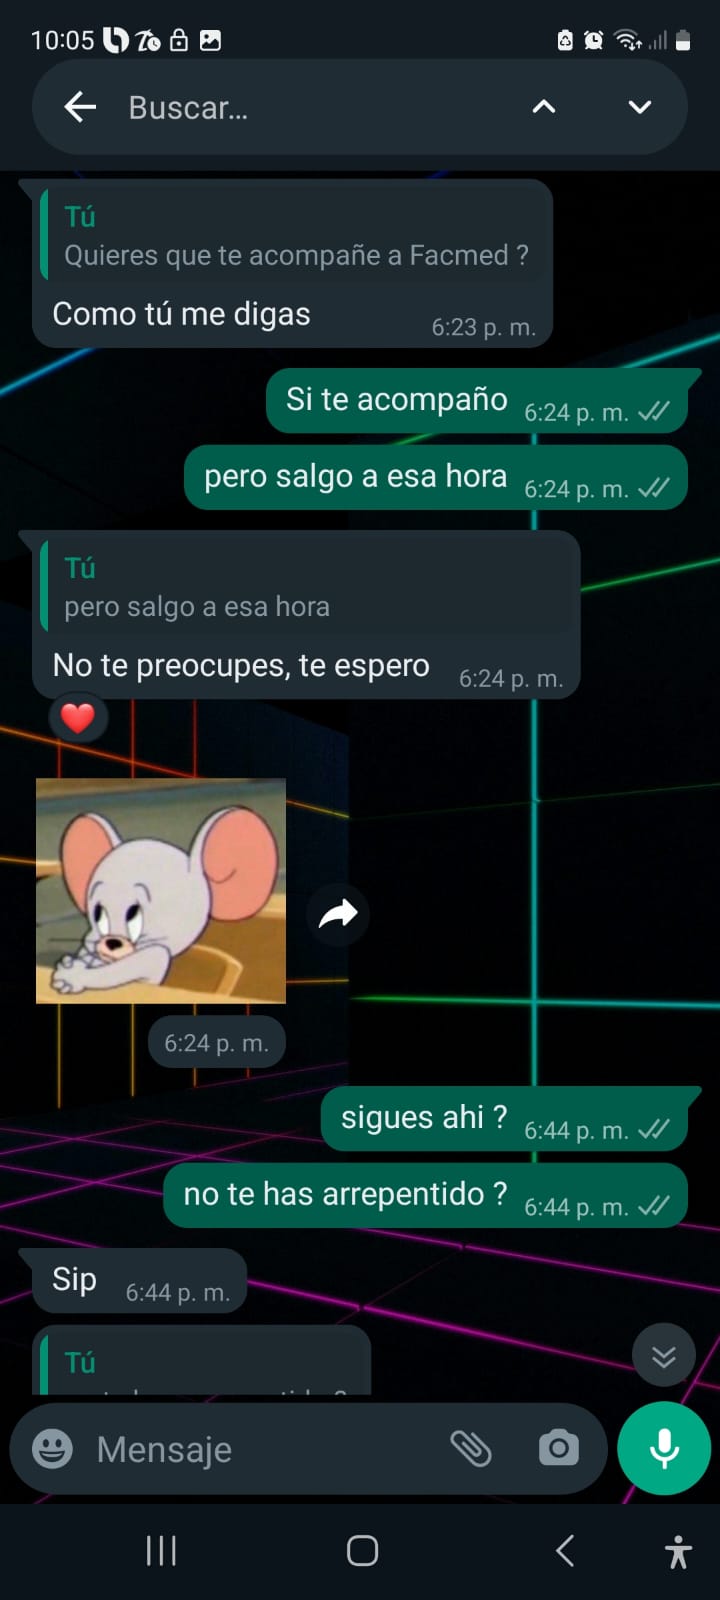 10:05
Buscar...
Tú
Quieres que te acompañe a Facmed ?
Como tú me digas 6:23 p. m.
Si te acompaño 6:24 p. m.
pero salgo a esa hora 6:24 p. m.
Tú
pero salgo a esa hora
No te preocupes, te espero 6:24 p. m.
6:24 p. m.
sigues ahi ? 6:44 p. m.
no te has arrepentido ? 6:44 p. m.
Sip 6:44 p. m.
Tú
Mensaje